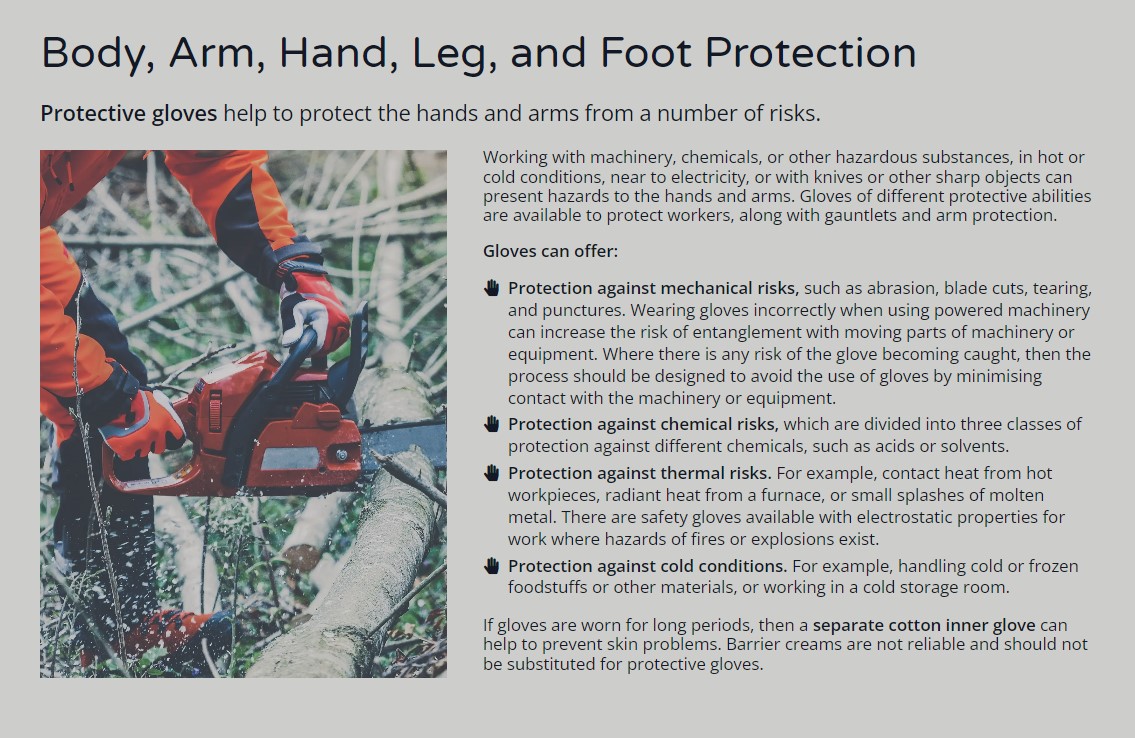 Body, Arm, Hand, Leg, and Foot Protection
Protective gloves help to protect the hands and arms from a number of risks.
Working with machinery, chemicals, or other hazardous substances, in hot or
cold conditions, near to electricity, or with knives or other sharp objects can
present hazards to the hands and arms. Gloves of different protective abilities
are available to protect workers, along with gauntlets and arm protection.
Gloves can offer:
Protection against mechanical risks, such as abrasion, blade cuts, tearing,
and punctures. Wearing gloves incorrectly when using powered machinery
can increase the risk of entanglement with moving parts of machinery or
equipment. Where there is any risk of the glove becoming caught, then the
process should be designed to avoid the use of gloves by minimising
contact with the machinery or equipment.
Protection against chemical risks, which are divided into three classes of
protection against different chemicals, such as acids or solvents.
Protection against thermal risks. For example, contact heat from hot
workpieces, radiant heat from a furnace, or small splashes of molten
metal. There are safety gloves available with electrostatic properties for
work where hazards of fires or explosions exist.
Protection against cold conditions. For example, handling cold or frozen
foodstuffs or other materials, or working in a cold storage room.
If gloves are worn for long periods, then a separate cotton inner glove can
help to prevent skin problems. Barrier creams are not reliable and should not
be substituted for protective gloves.